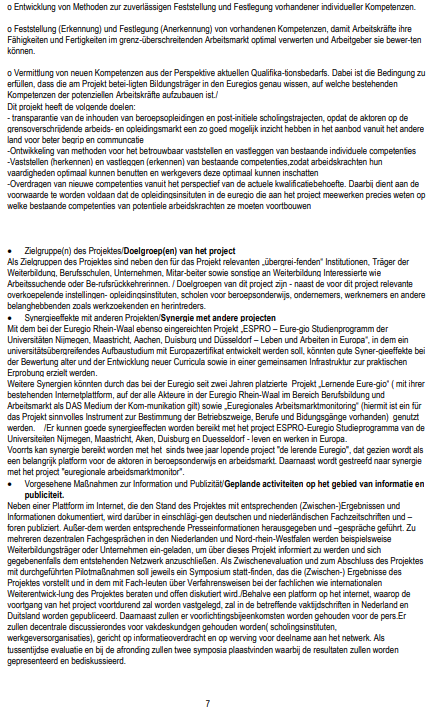 o Entwicklung von Methoden zur zuverlässigen Feststellung und Festlegung vorhandener individueller Kompetenzen.
o Feststellung (Erkennung) und Festlegung (Anerkennung) von vorhandenen Kompetenzen, damit Arbeitskräfte ihre
Fähigkeiten und Fertigkeiten im grenz-überschreitenden Arbeitsmarkt optimal verwerten und Arbeitgeber sie bewer-ten
können.
o Vermittlung von neuen Kompetenzen aus der Perspektive aktuellen Qualifika-tionsbedarfs. Dabei ist die Bedingung zu
erfüllen, dass die am Projekt betei-ligten Bildungsträger in den Euregios genau wissen, auf welche bestehenden
Kompetenzen der potenziellen Arbeitskräfte aufzubauen ist./
Dit projekt heeft de volgende doelen:
- transparantie van de inhouden van beroepsopleidingen en post-initiele scholingstrajecten, opdat de aktoren op de
grensoverschrijdende arbeids- en opleidingsmarkt een zo goed mogelijk inzicht hebben in het aanbod vanuit het andere
land voor beter begrip en communicatie
-Ontwikkeling van methoden voor het betrouwbaar vaststellen en vastleggen van bestaande individuele competenties
-Vaststellen (herkennen) en vastleggen (erkennen) van bestaande competenties,zodat arbeidskrachten hun
vaardigheden optimaal kunnen benutten en werkgevers deze optimaal kunnen inschatten
-Overdragen van nieuwe competenties vanuit het perspectief van de actuele kwalificatiebehoefte. Daarbij dient aan de
voorwaarde te worden voldaan dat de opleidingsinsituten in de euregio die aan het project meewerken precies weten op
welke bestaande competenties van potentiele arbeidskrachten ze moeten voortbouwen
• Zielgruppe(n) des Projektes/Doelgroep(en) van het project
Als Zielgruppen des Projektes sind neben den für das Projekt relevanten „übergrei-fenden“ Institutionen, Träger der
Weiterbildung, Berufsschulen, Unternehmen, Mitar-beiter sowie sonstige an Weiterbildung Interessierte wie
Arbeitssuchende oder Be-rufsrückkehrerinnen. / Doelgroepen van dit project zijn - naast de voor dit project relevante
overkoepelende instellingen- opleidingsinstituten, scholen voor beroepsonderwijs, ondernemers, werknemers en andere
belanghebbenden zoals werkzoekenden en herintreders.
• Synergieeffekte mit anderen Projekten/Synergie met andere projecten
Mit dem bei der Euregio Rhein-Waal ebenso eingereichten Projekt „ESPRO – Eure-gio Studienprogramm der
Universitäten Nijmegen, Maastricht, Aachen, Duisburg und Düsseldorf – Leben und Arbeiten in Europa“, in dem ein
universitätsübergreifendes Aufbaustudium mit Europazertifikat entwickelt werden soll, könnten gute Syner-gieeffekte bei
der Bewertung alter und der Entwicklung neuer Curricula sowie in einer gemeinsamen Infrastruktur zur praktischen
Erprobung erzielt werden.
Weitere Synergien könnten durch das bei der Euregio seit zwei Jahren platzierte Projekt „Lernende Eure-gio“ ( mit ihrer
bestehenden Internetplattform, auf der alle Akteure in der Euregio Rhein-Waal im Bereich Berufsbildung und
Arbeitsmarkt als DAS Medium der Kom-munikation gilt) sowie „Euregionales Arbeitsmarktmonitoring“ (hiermit ist ein für
das Projekt sinnvolles Instrument zur Bestimmung der Betriebszweige, Berufe und Bidungsgänge vorhanden) genutzt
werden. /Er kunnen goede synergieeffecten worden bereikt met het project ESPRO-Euregio Studieprogramma van de
Universiteiten Nijmegen, Maastricht, Aken, Duisburg en Duesseldorf - leven en werken in Europa.
Voorrts kan synergie bereikt worden met het sinds twee jaar lopende project "de lerende Euregio", dat gezien wordt als
een belangrijk platform voor de aktoren in beroepsonderwijs en arbeidsmarkt. Daarnaast wordt gestreefd naar synergie
met het project "euregionale arbeidsmarktmonitor".
• Vorgesehene Maßnahmen zur Information und Publizität/Geplande activiteiten op het gebied van informatie en
publiciteit.
Neben einer Plattform im Internet, die den Stand des Projektes mit entsprechenden (Zwischen-)Ergebnissen und
Informationen dokumentiert, wird darüber in einschlägi-gen deutschen und niederländischen Fachzeitschriften und –
foren publiziert. Außer-dem werden entsprechende Presseinformationen herausgegeben und –gespräche geführt. Zu
mehreren dezentralen Fachgesprächen in den Niederlanden und Nord-rhein-Westfalen werden beispielsweise
Weiterbildungsträger oder Unternehmen ein-geladen, um über dieses Projekt informiert zu werden und sich
gegebenenfalls dem entstehenden Netzwerk anzuschließen. Als Zwischenevaluation und zum Abschluss des Projektes
mit durchgeführten Pilotmaßnahmen soll jeweils ein Symposium statt-finden, das die (Zwischen-) Ergebnisse des
Projektes vorstellt und in dem mit Fach-leuten über Verfahrensweisen bei der fachlichen wie internationalen
Weiterentwick-lung des Projektes beraten und offen diskutiert wird./Behalve een platform op het internet, waarop de
voortgang van het project voortdurend zal worden vastgelegd, zal in de betreffende vaktijdschriften in Nederland en
Duitsland worden gepubliceerd. Daarnaast zullen er voorlichtingsbijeenkomsten worden gehouden voor de pers.Er
zullen decentrale discussierondes voor vakdeskundgen gehouden worden( scholingsinstituten,
werkgeversorganisaties), gericht op informatieoverdracht en op werving voor deelname aan het netwerk. Als
tussentijdse evaluatie en bij de afronding zullen twee symposia plaastvinden waarbij de resultaten zullen worden
gepresenteerd en bediskussieerd.
7